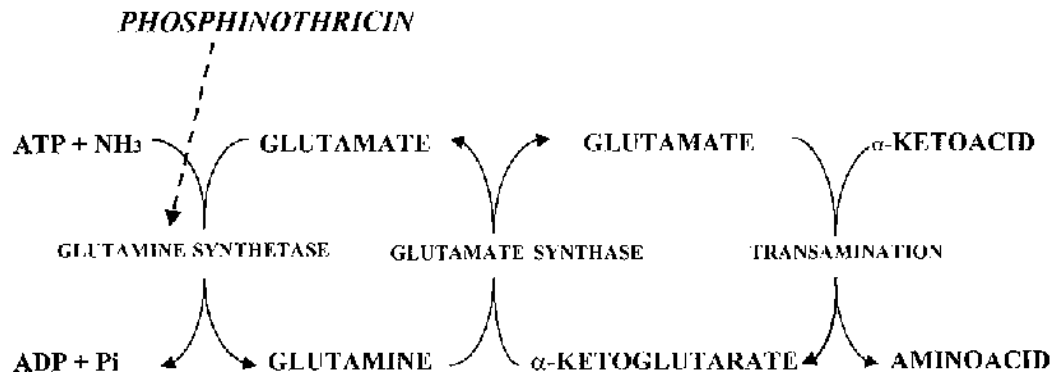 PHOSPHINOTHRICIN
ATP + NH3 GLUTAMATE GLUTAMATE α-KETOACID
GLUTAMINE SYNTHETASE GLUTAMATE SYNTHASE TRANSAMINATION
ADP + Pi GLUTAMINE α-KETOGLUTARATE AMINOACID